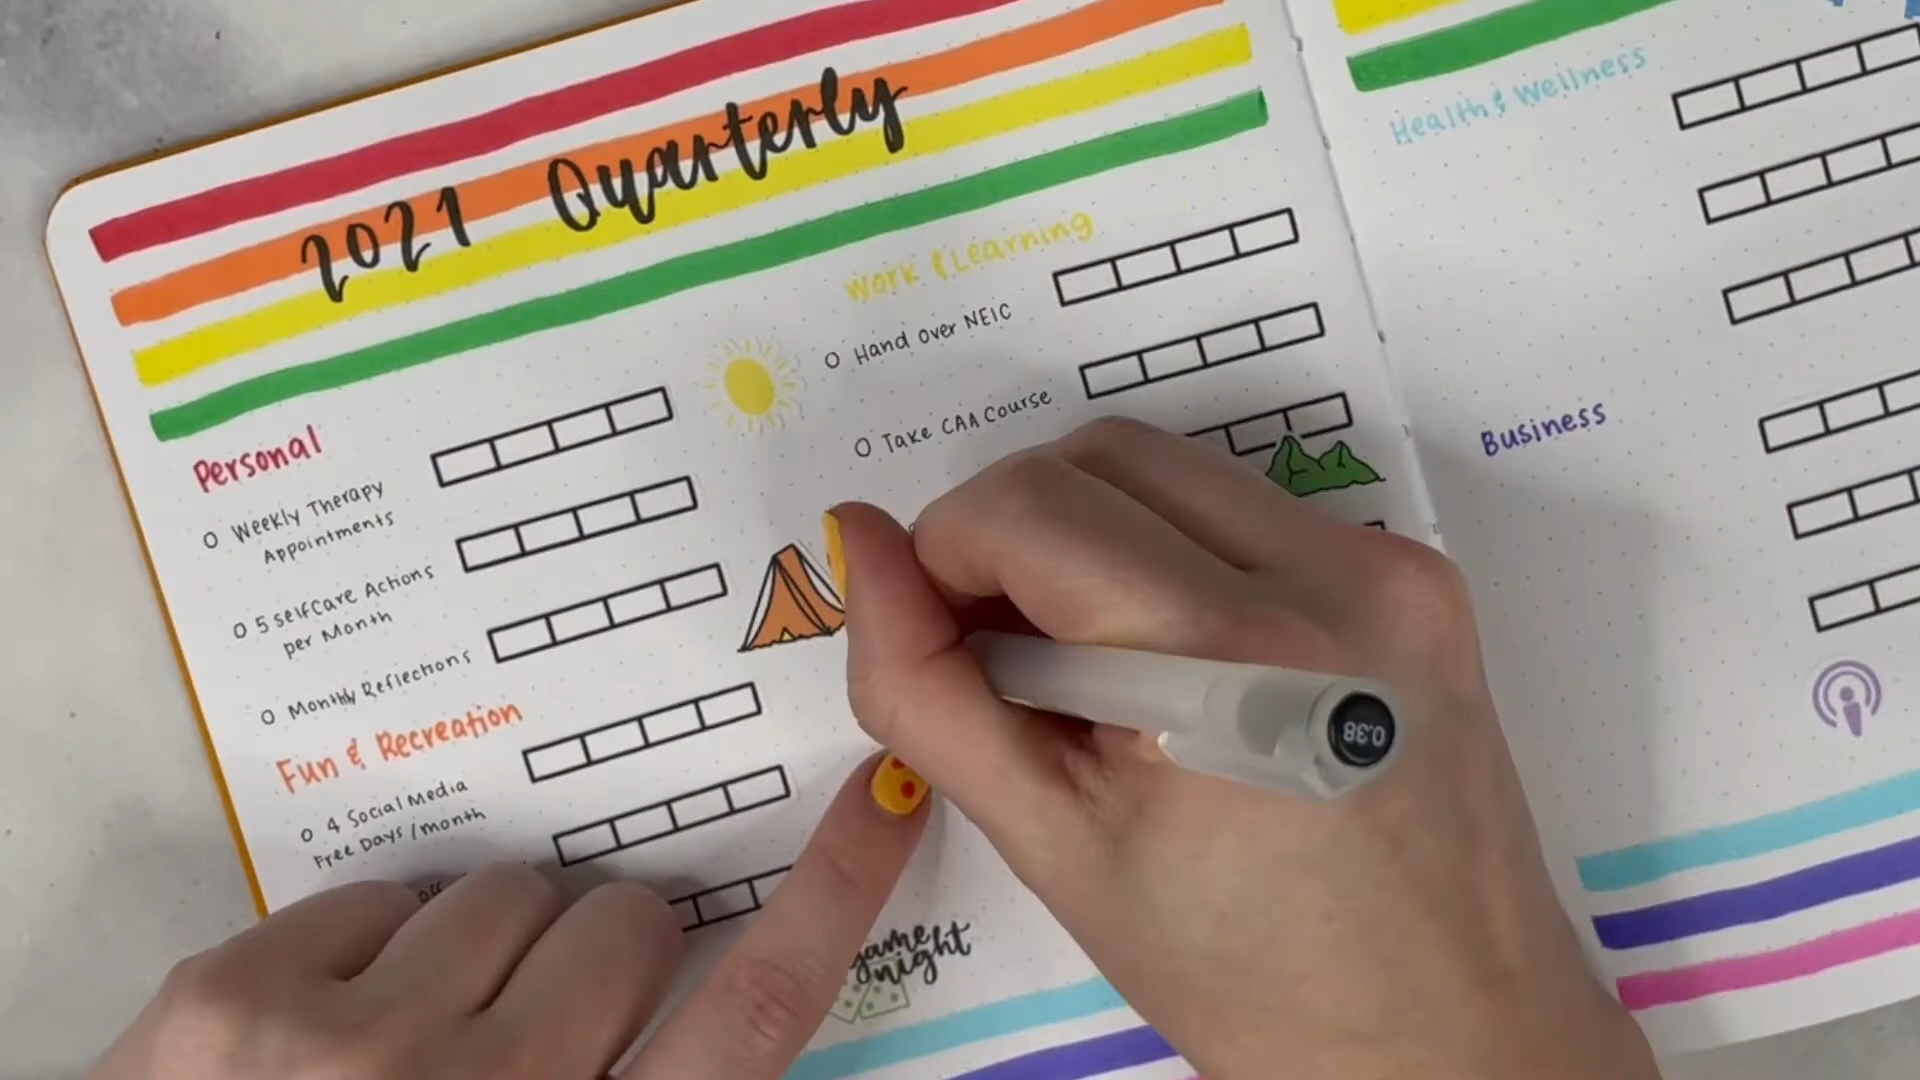 2021 Quarterly
Personal
O Weekly Therapy
Appointments
O 5 selfcare Actions
per Month
O Monthly Reflections
Fun & Recreation
O 4 Social Media
Free Days/month
Work & Learning
O Hand over NEIC
O Take CAA Course
game
night
Health & Wellness
Business
0.38